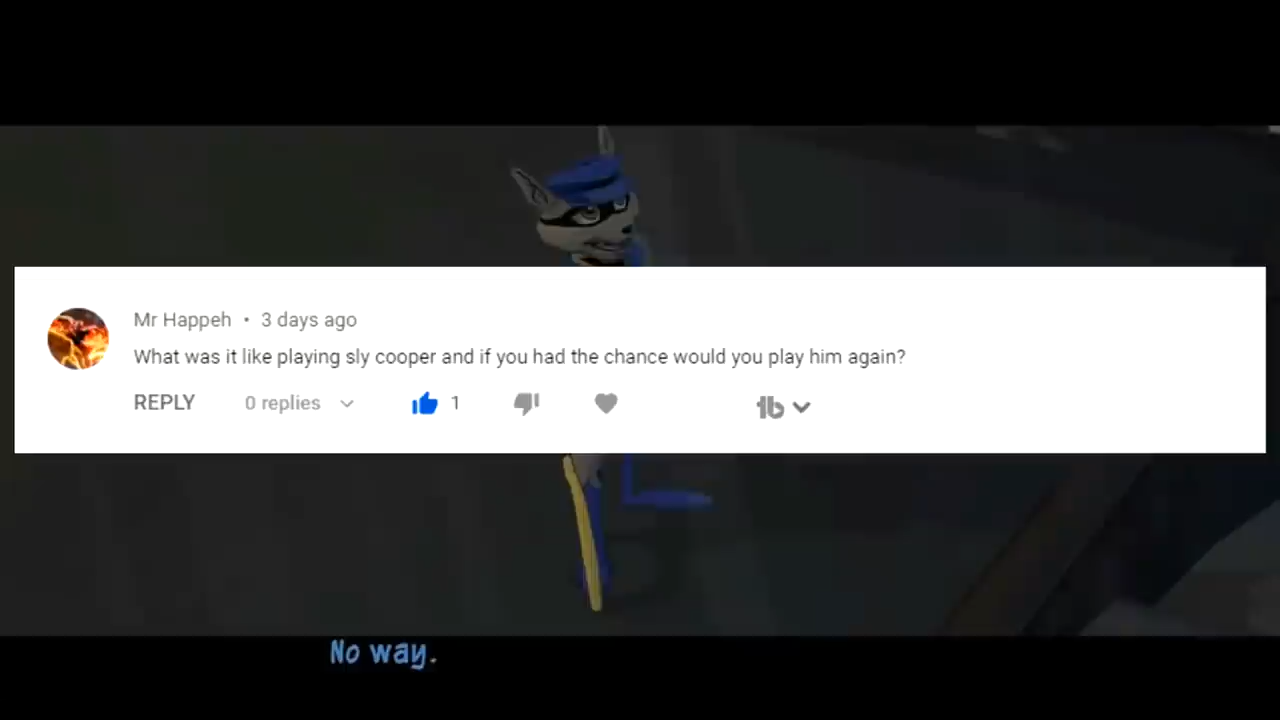 Mr Happeh • 3 days ago
What was it like playing sly cooper and if you had the chance would you play him again?
REPLY 0 replies 1
No way.